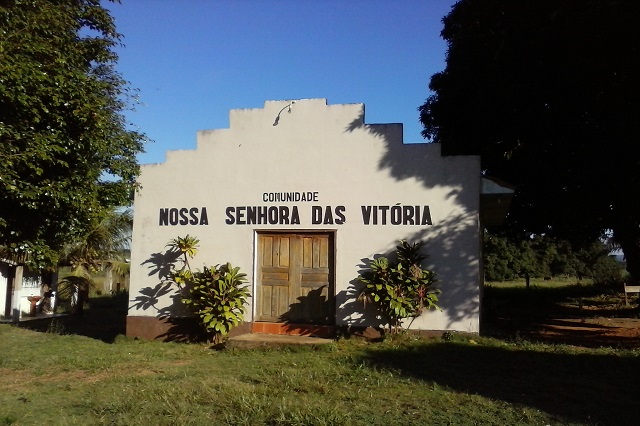 COMUNIDADE
NOSSA SENHORA DAS VITÓRIA